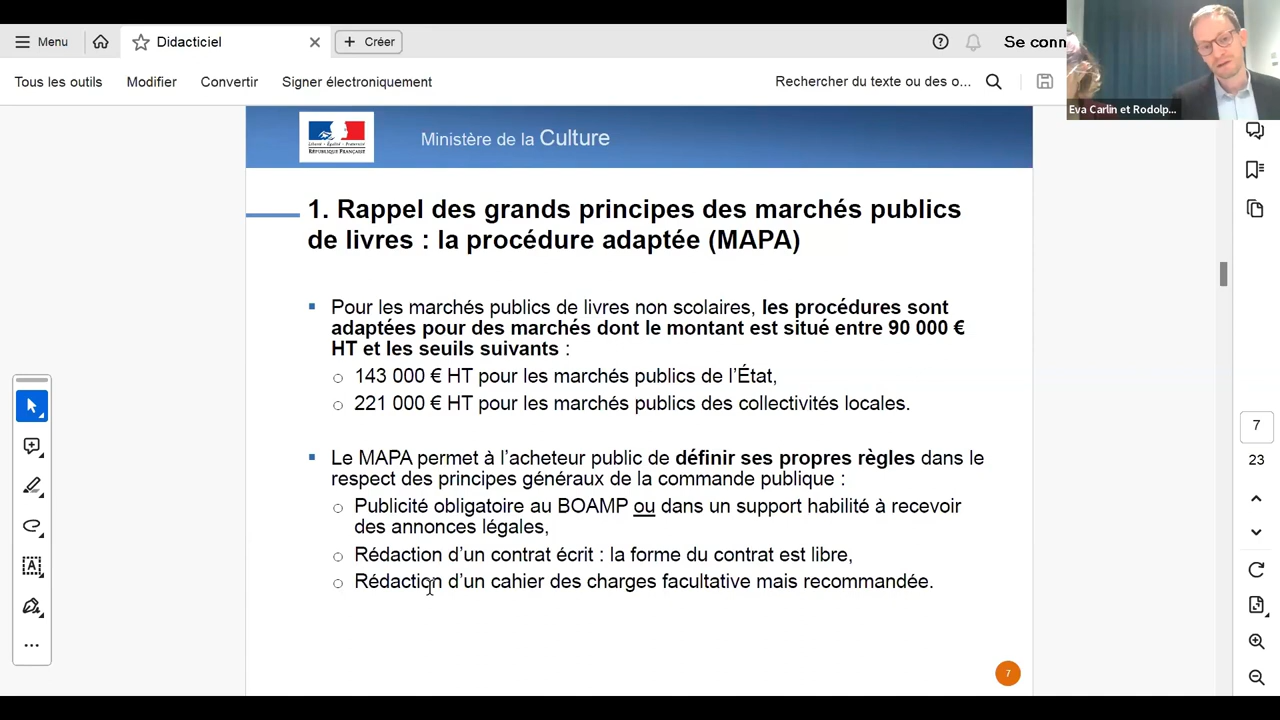 Menu
Didacticiel
Créer
Se conn
Tous les outils
Modifier
Convertir
Signer électroniquement
Rechercher du texte ou des o...
Eva Carlin et Rodolp...
RÉPUBLIQUE FRANÇAISE
Ministère de la Culture
1. Rappel des grands principes des marchés publics
de livres : la procédure adaptée (MAPA)
Pour les marchés publics de livres non scolaires, les procédures sont
adaptées pour des marchés dont le montant est situé entre 90 000 €
HT et les seuils suivants :
143 000 € HT pour les marchés publics de l’État,
221 000 € HT pour les marchés publics des collectivités locales.
Le MAPA permet à l’acheteur public de définir ses propres règles dans le
respect des principes généraux de la commande publique :
Publicité obligatoire au BOAMP ou dans un support habilité à recevoir
des annonces légales,
Rédaction d’un contrat écrit : la forme du contrat est libre,
Rédaction d’un cahier des charges facultative mais recommandée.
7
7
23